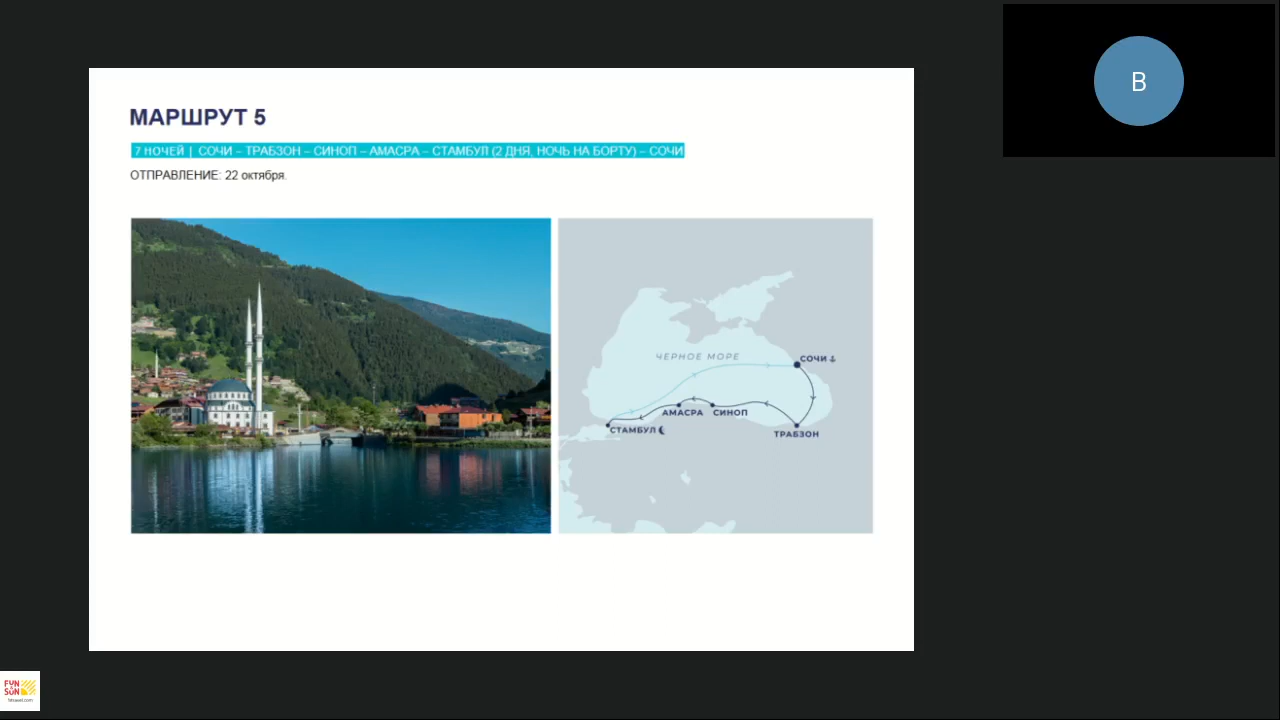 B
МАРШРУТ 5
7 НОЧЕЙ | СОЧИ – ТРАБЗОН – СИНОП – АМАСРА – СТАМБУЛ (2 ДНЯ, НОЧЬ НА БОРТУ) – СОЧИ
ОТПРАВЛЕНИЕ: 22 октября.
ЧЕРНОЕ МОРЕ
СОЧИ
АМАСРА
СИНОП
СТАМБУЛ
ТРАБЗОН
FUN
SUN